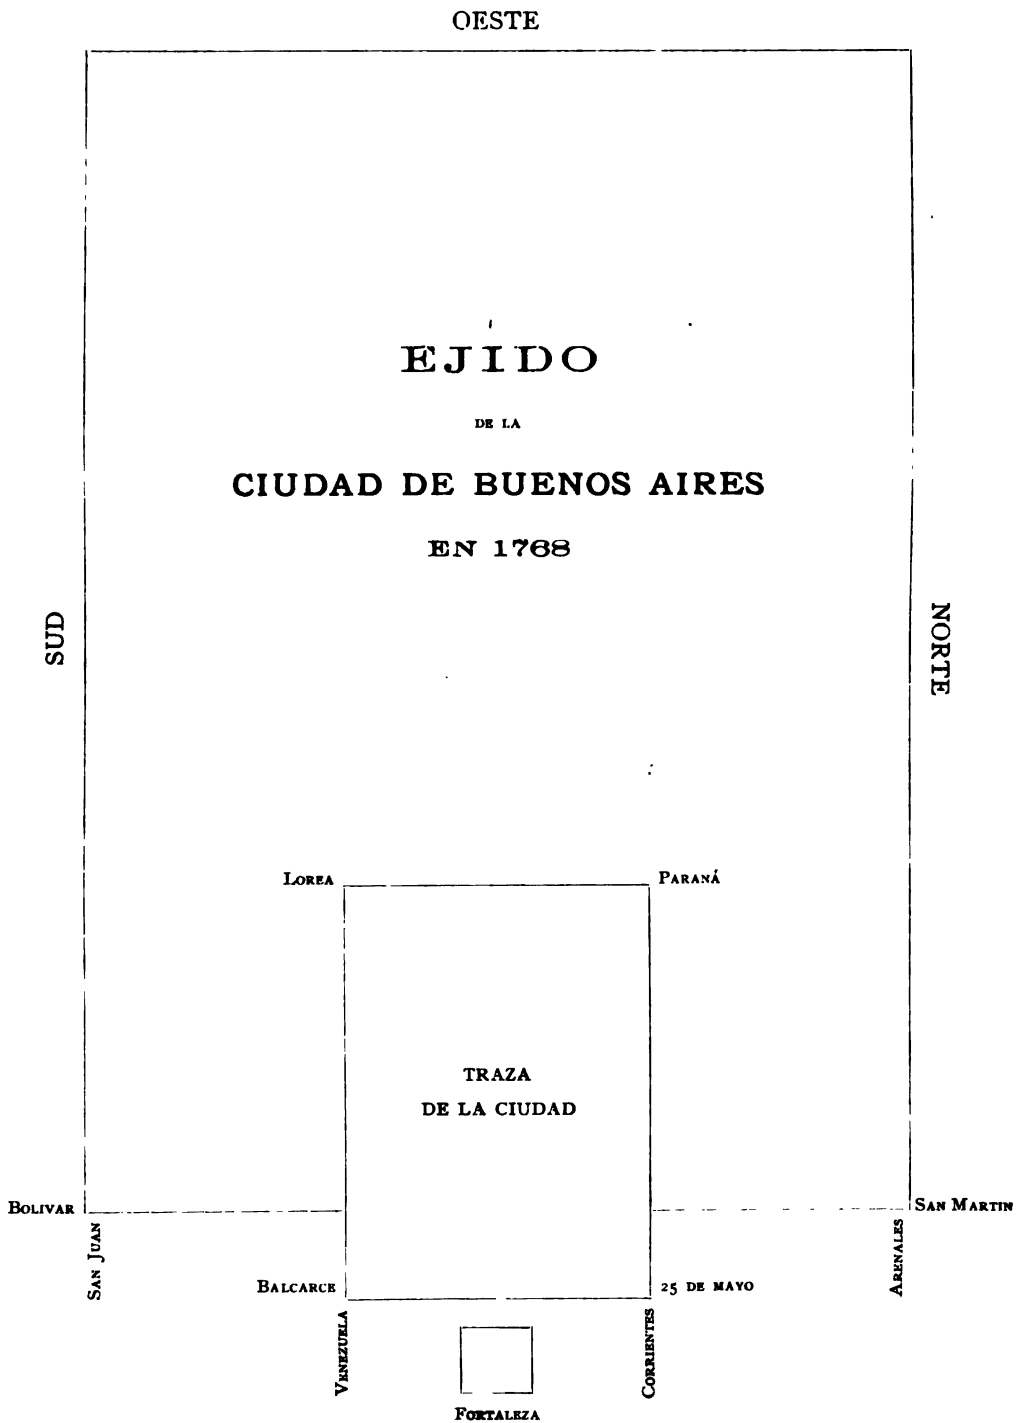 OESTE
EJIDO
DE LA
CIUDAD DE BUENOS AIRES
EN 1768
SUD
NORTE
LOREA
PARANÁ
TRAZA
DE LA CIUDAD
BOLIVAR
SAN MARTIN
SAN JUAN
ARENALES
BALCARCE
25 DE MAYO
VENEZUELA
CORRIENTES
FORTALEZA